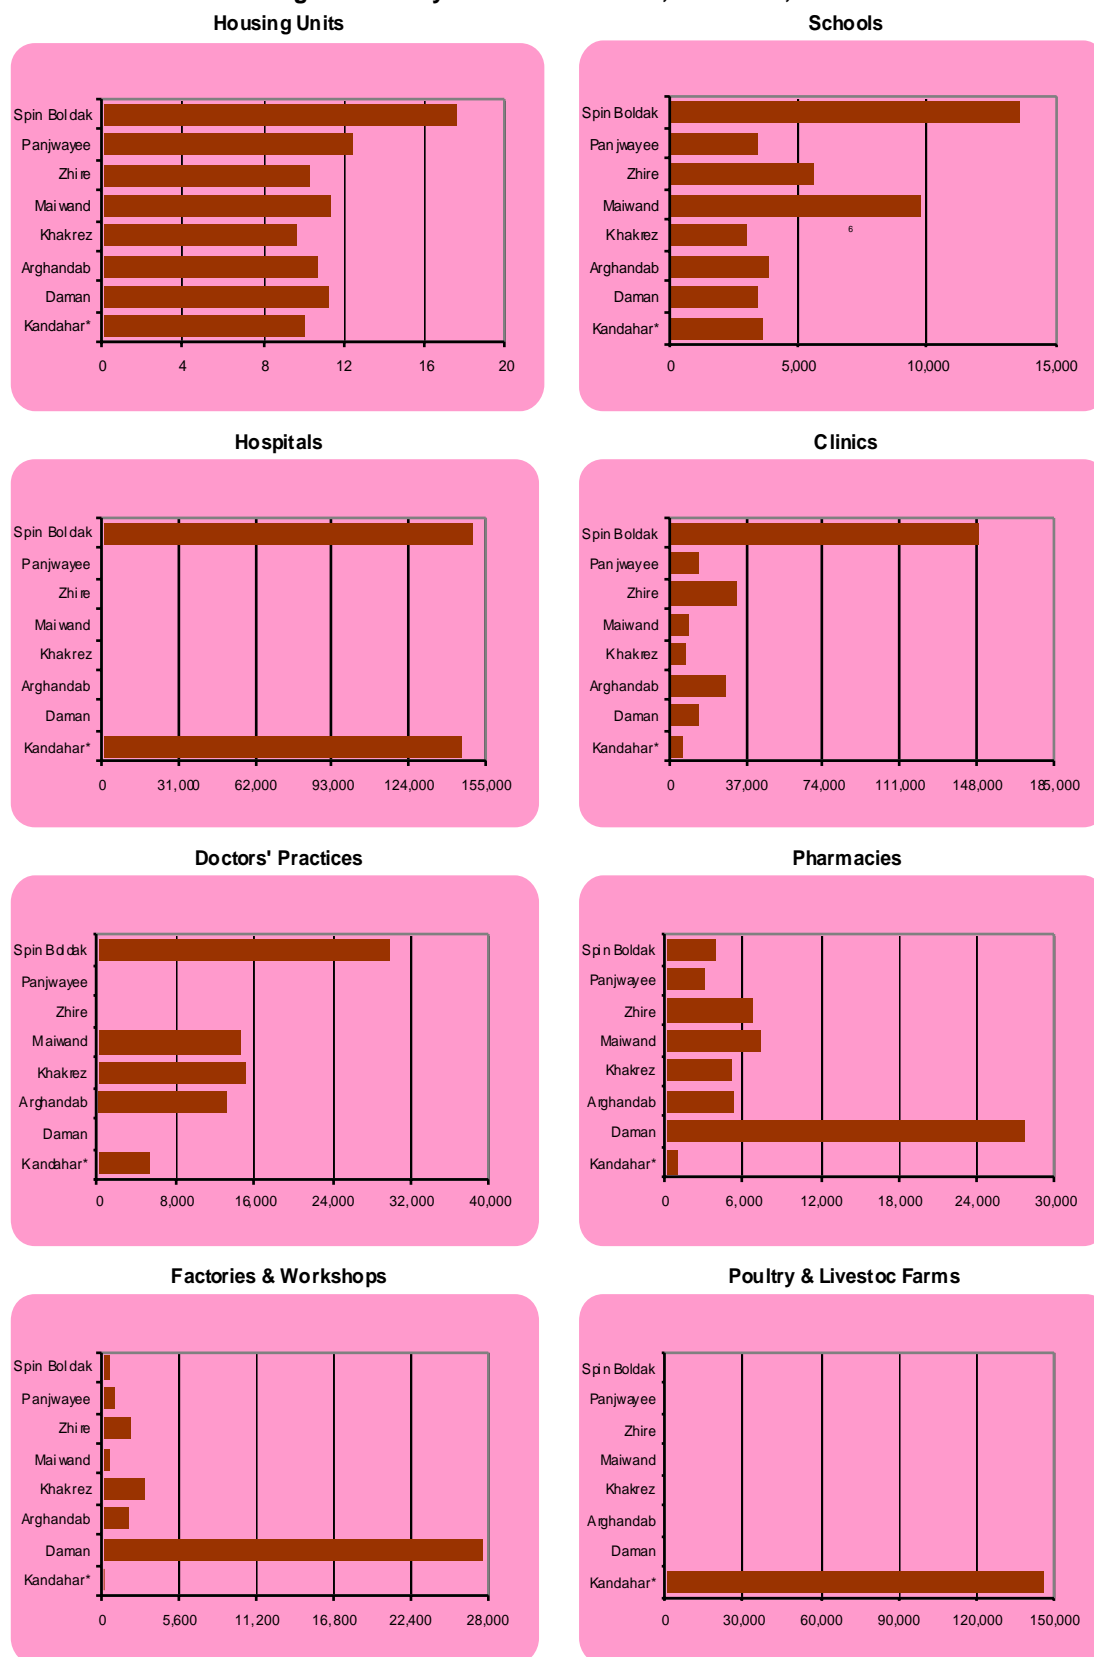 Housing Units
Spin Boldak
Panjwayee
Zhire
Maiwand
Khakrez
Arghandab
Daman
Kandahar*
0 4 8 12 16 20
Schools
Spin Boldak
Panjwayee
Zhire
Maiwand
Khakrez
6
Arghandab
Daman
Kandahar*
0 5,000 10,000 15,000
Hospitals
Spin Boldak
Panjwayee
Zhire
Maiwand
Khakrez
Arghandab
Daman
Kandahar*
0 31,000 62,000 93,000 124,000 155,000
Clinics
Spin Boldak
Panjwayee
Zhire
Maiwand
Khakrez
Arghandab
Daman
Kandahar*
0 37,000 74,000 111,000 148,000 185,000
Doctors' Practices
Spin Boldak
Panjwayee
Zhire
Maiwand
Khakrez
Arghandab
Daman
Kandahar*
0 8,000 16,000 24,000 32,000 40,000
Pharmacies
Spin Boldak
Panjwayee
Zhire
Maiwand
Khakrez
Arghandab
Daman
Kandahar*
0 6,000 12,000 18,000 24,000 30,000
Factories & Workshops
Spin Boldak
Panjwayee
Zhire
Maiwand
Khakrez
Arghandab
Daman
Kandahar*
0 5,600 11,200 16,800 22,400 28,000
Poultry & Livestoc Farms
Spin Boldak
Panjwayee
Zhire
Maiwand
Khakrez
Arghandab
Daman
Kandahar*
0 30,000 60,000 90,000 120,000 150,000